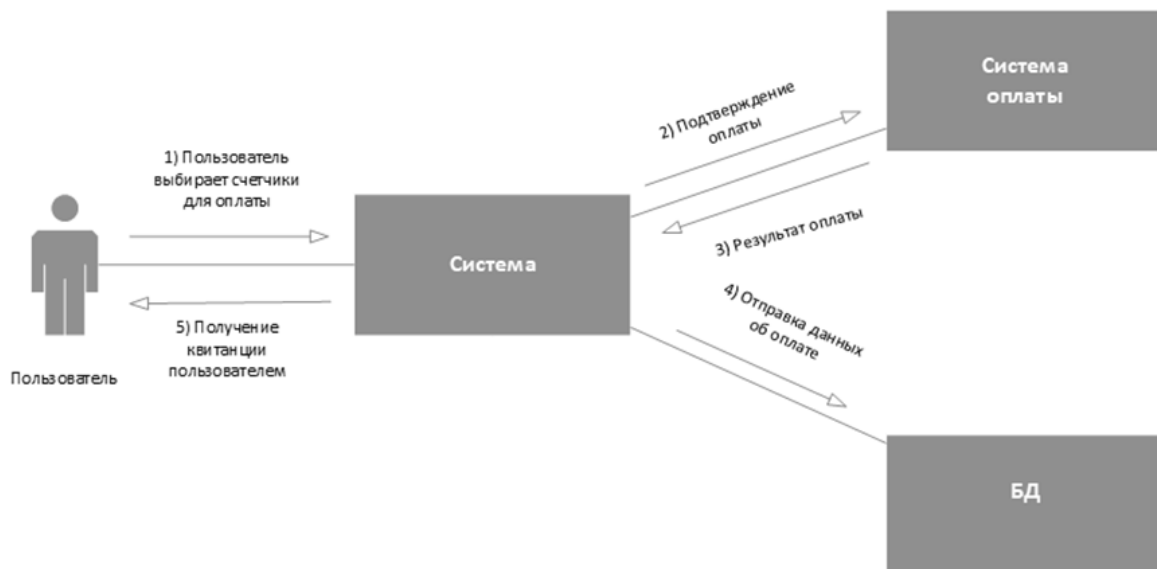 Система
оплаты
2) Подтверждение
оплаты
1) Пользователь
выбирает счетчики
для оплаты
Система
3) Результат оплаты
4) Отправка данных
об оплате
5) Получение
квитанции
пользователем
Пользователь
БД